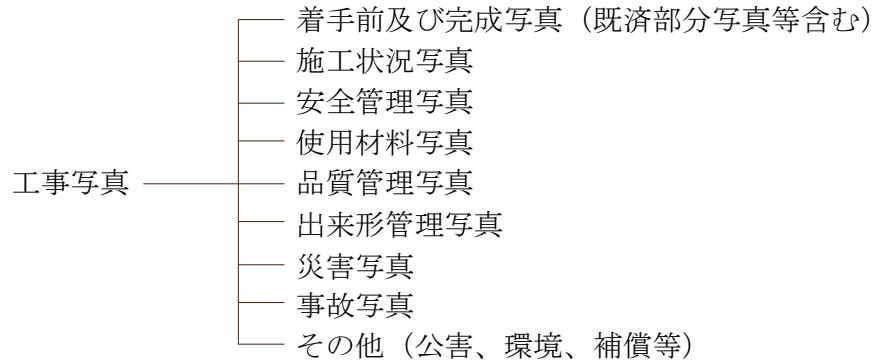 着手前及び完成写真（既済部分写真等含む）
施工状況写真
安全管理写真
使用材料写真
工事写真
品質管理写真
出来形管理写真
災害写真
事故写真
その他（公害、環境、補償等）